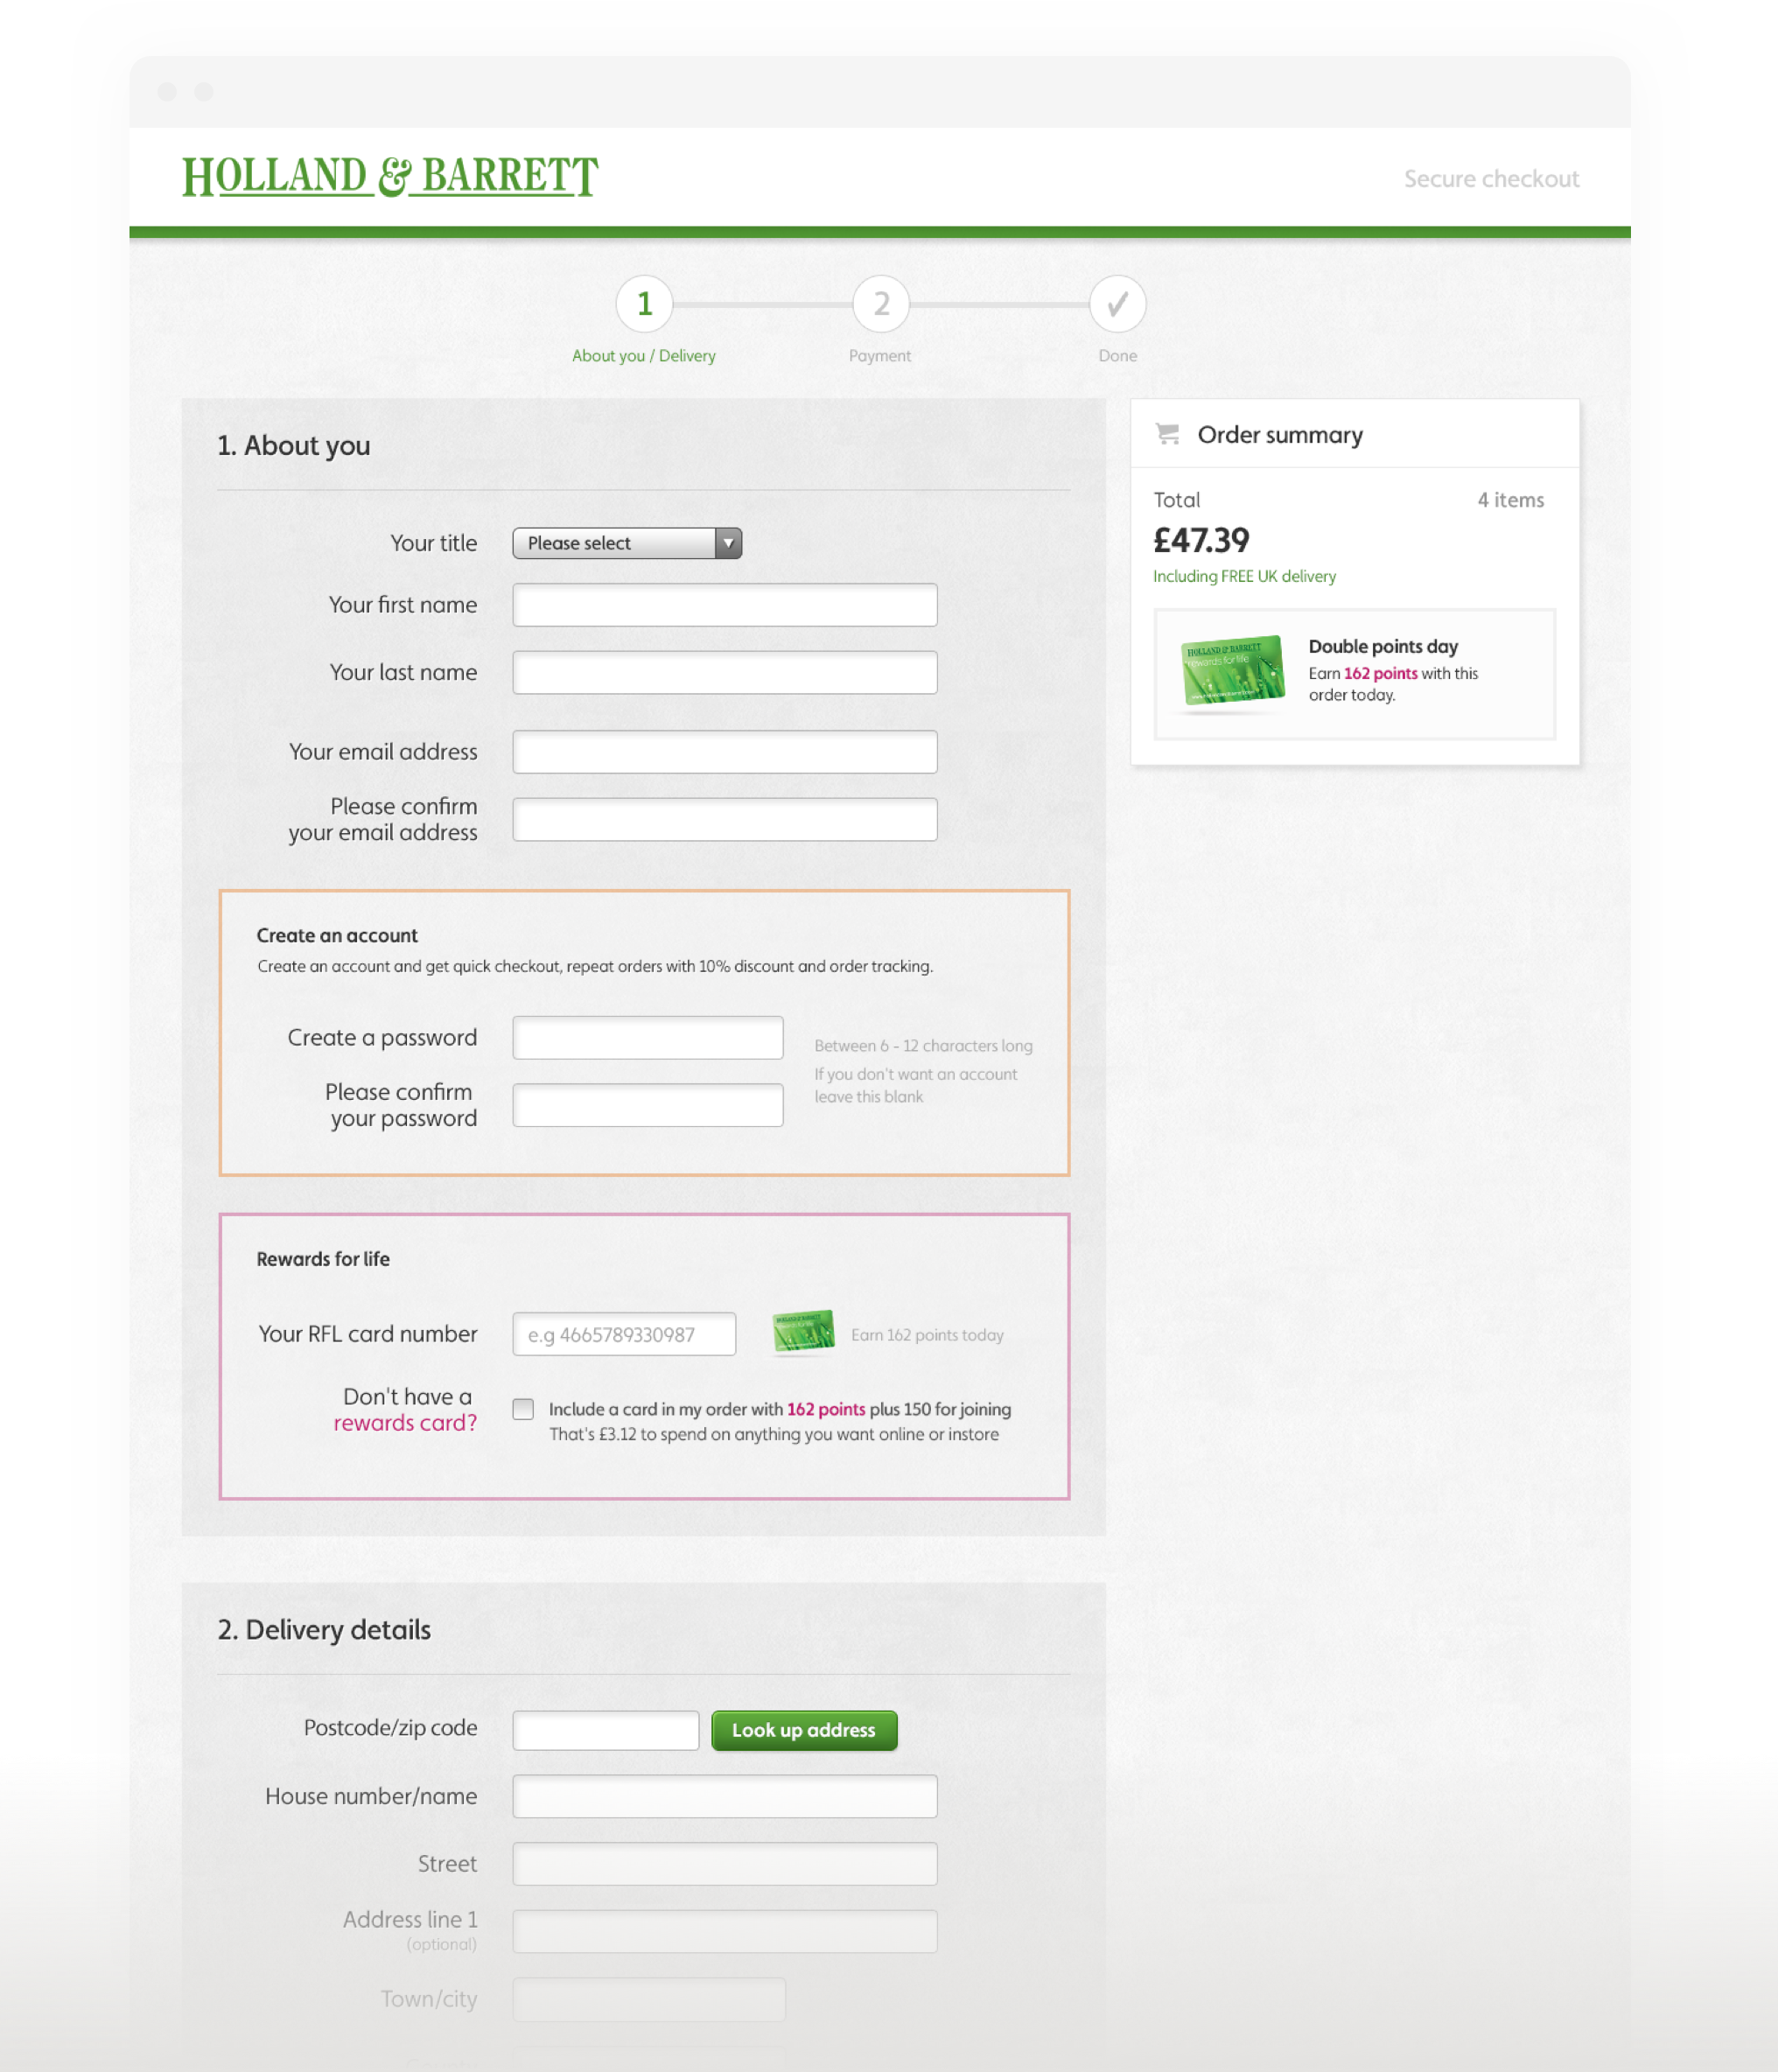 HOLLAND & BARRETT
Secure checkout
1
2
✓
About you / Delivery
Payment
Done
1. About you
Your title
Please select
Your first name
Your last name
Your email address
Please confirm
your email address
Create an account
Create an account and get quick checkout, repeat orders with 10% discount and order tracking.
Create a password
Between 6 - 12 characters long
If you don't want an account
leave this blank
Please confirm
your password
Rewards for life
Your RFL card number
e.g 4665789330987
Earn 162 points today
Don't have a
rewards card?
Include a card in my order with 162 points plus 150 for joining
That's £3.12 to spend on anything you want online or instore
Order summary
Total
4 items
£47.39
Including FREE UK delivery
HOLLAND & BARRETT
rewards for life
Double points day
Earn 162 points with this
order today.
2. Delivery details
Postcode/zip code
Look up address
House number/name
Street
Address line 1
(optional)
Town/city